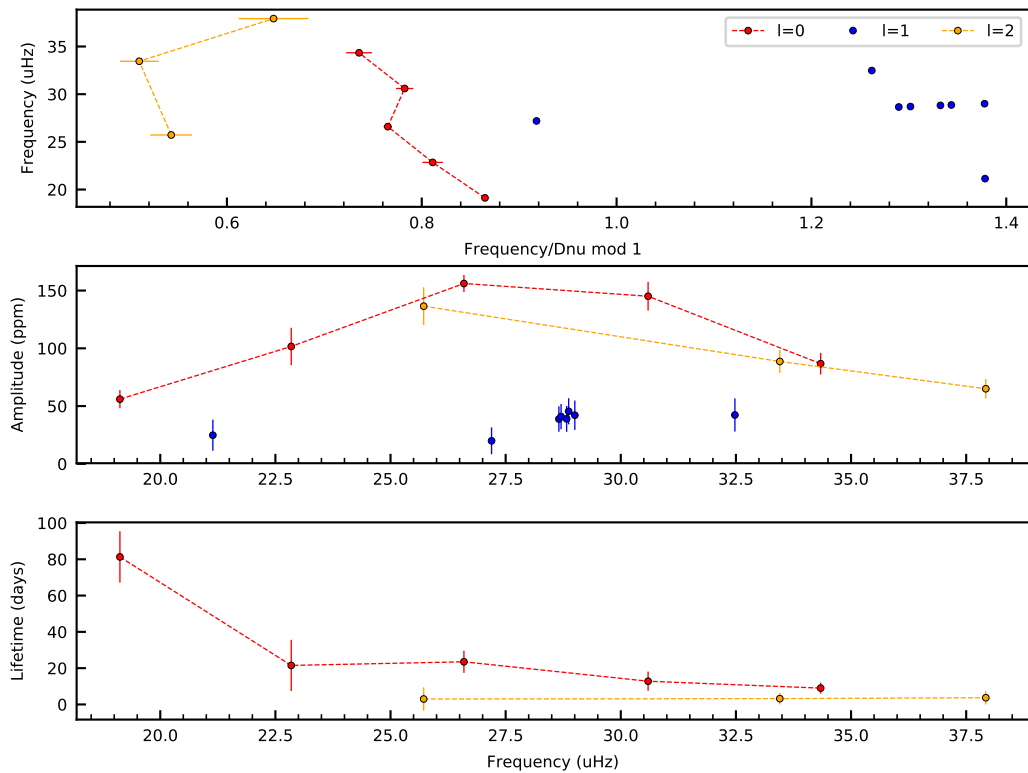 35
30
25
20
Frequency (uHz)
l=0 l=1 l=2
0.6 0.8 1.0 1.2 1.4
Frequency/Dnu mod 1
150
100
50
0
Amplitude (ppm)
20.0 22.5 25.0 27.5 30.0 32.5 35.0 37.5
100
80
60
40
20
0
Lifetime (days)
20.0 22.5 25.0 27.5 30.0 32.5 35.0 37.5
Frequency (uHz)